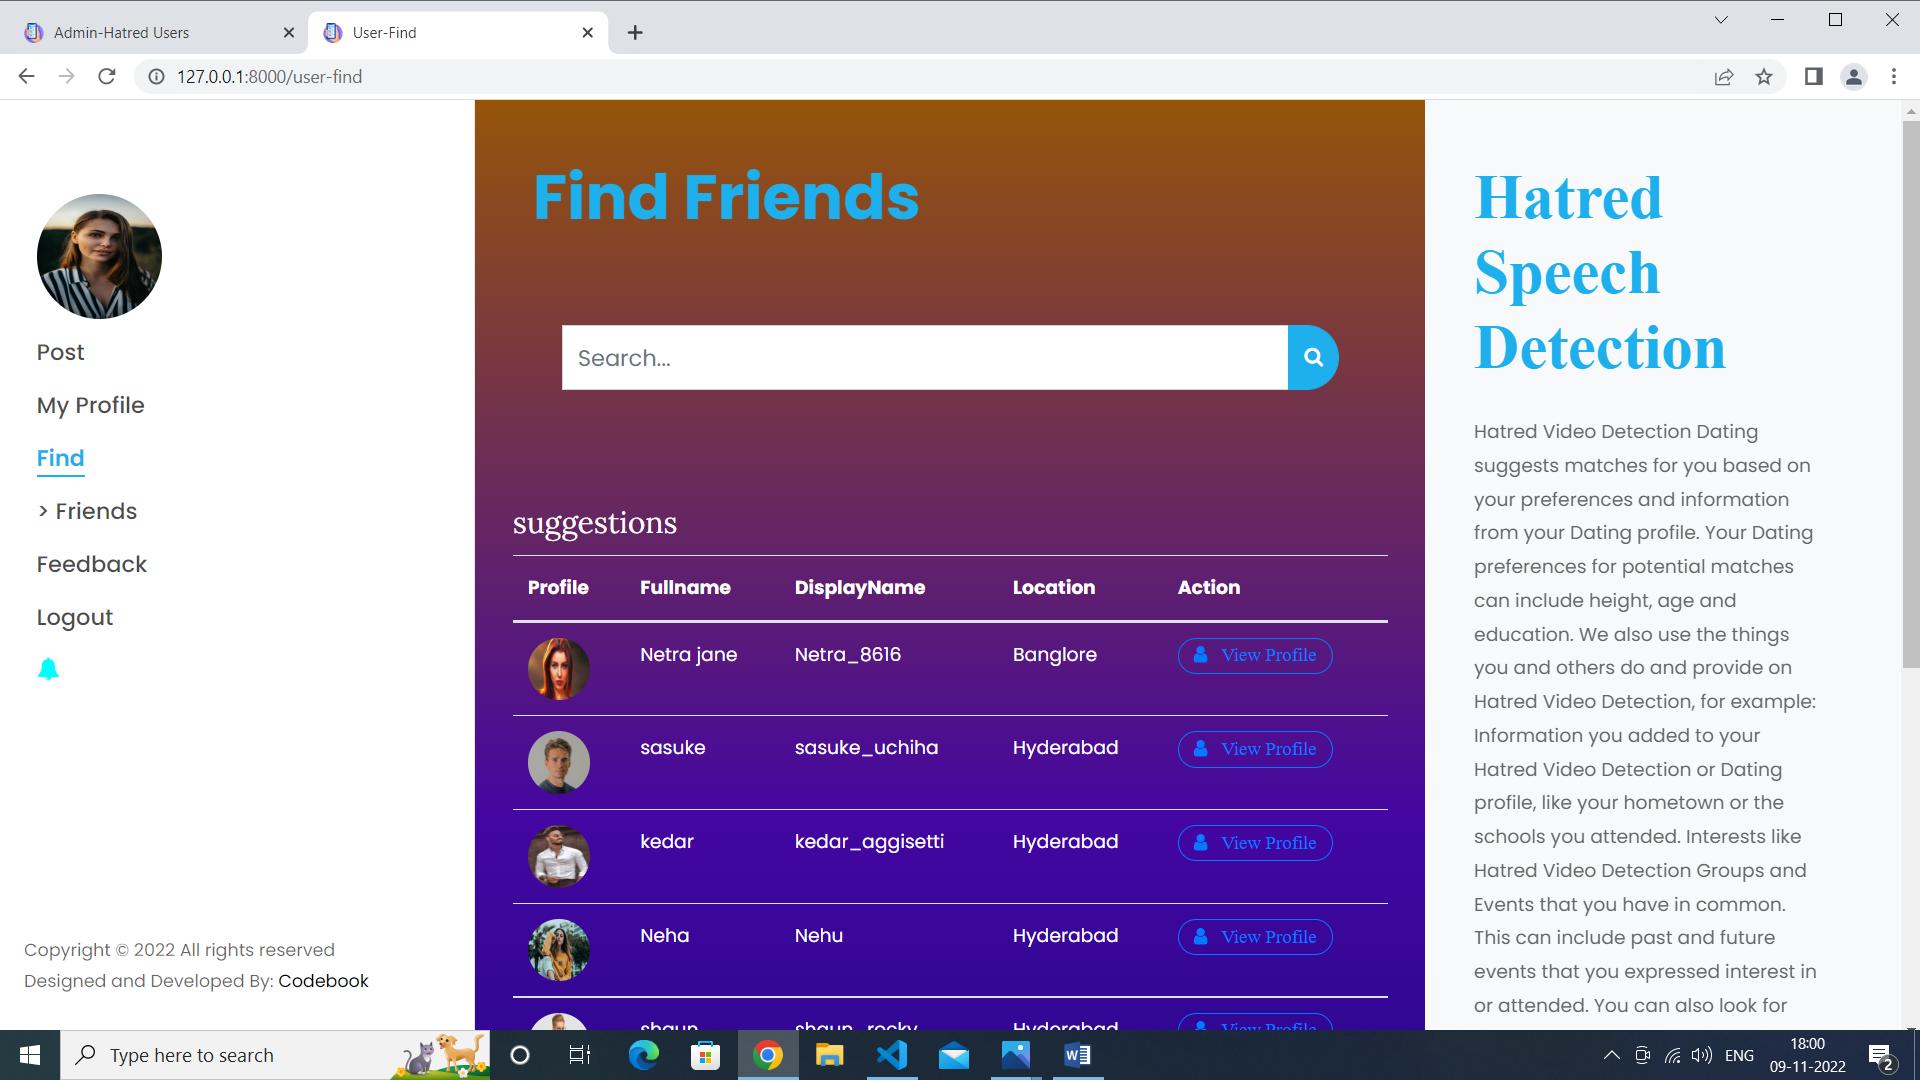 Admin-Hatred Users
User-Find
127.0.0.1:8000/user-find
Post
My Profile
Find
> Friends
Feedback
Logout
Copyright © 2022 All rights reserved
Designed and Developed By: Codebook
Find Friends
Search...
suggestions
Profile Fullname DisplayName Location Action
Netra jane Netra_8616 Banglore View Profile
sasuke sasuke_uchiha Hyderabad View Profile
kedar kedar_aggisetti Hyderabad View Profile
Neha Nehu Hyderabad View Profile
shaun shaun_rocky Hyderabad View Profile
Hatred
Speech
Detection
Hatred Video Detection Dating
suggests matches for you based on
your preferences and information
from your Dating profile. Your Dating
preferences for potential matches
can include height, age and
education. We also use the things
you and others do and provide on
Hatred Video Detection, for example:
Information you added to your
Hatred Video Detection or Dating
profile, like your hometown or the
schools you attended. Interests like
Hatred Video Detection Groups and
Events that you have in common.
This can include past and future
events that you expressed interest in
or attended. You can also look for
Type here to search
W
ENG
18:00
09-11-2022
2